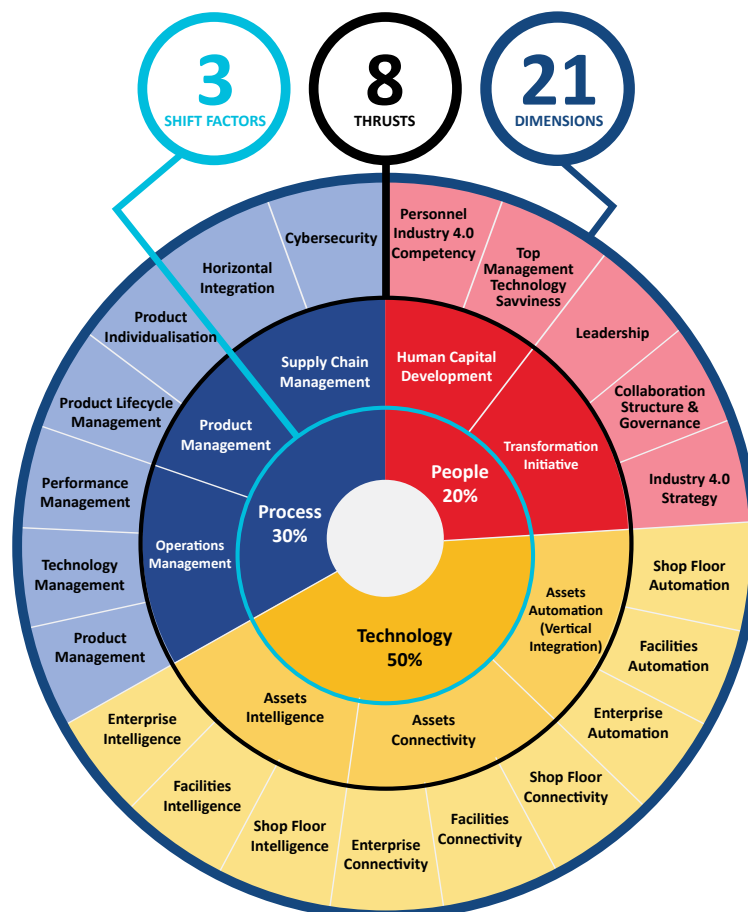 3
SHIFT FACTORS
8
THRUSTS
21
DIMENSIONS
Personnel
Industry 4.0
Competency
Top
Management
Technology
Savviness
Leadership
Collaboration
Structure &
Governance
Industry 4.0
Strategy
Shop Floor
Automation
Facilities
Automation
Enterprise
Automation
Shop Floor
Connectivity
Facilities
Connectivity
Enterprise
Connectivity
Shop Floor
Intelligence
Facilities
Intelligence
Enterprise
Intelligence
Product
Management
Technology
Management
Performance
Management
Product Lifecycle
Management
Product
Individualisation
Horizontal
Integration
Cybersecurity
Human Capital
Development
Transformation
Initiative
Assets
Automation
(Vertical
Integration)
Assets
Connectivity
Assets
Intelligence
Operations
Management
Product
Management
Supply Chain
Management
People
20%
Technology
50%
Process
30%